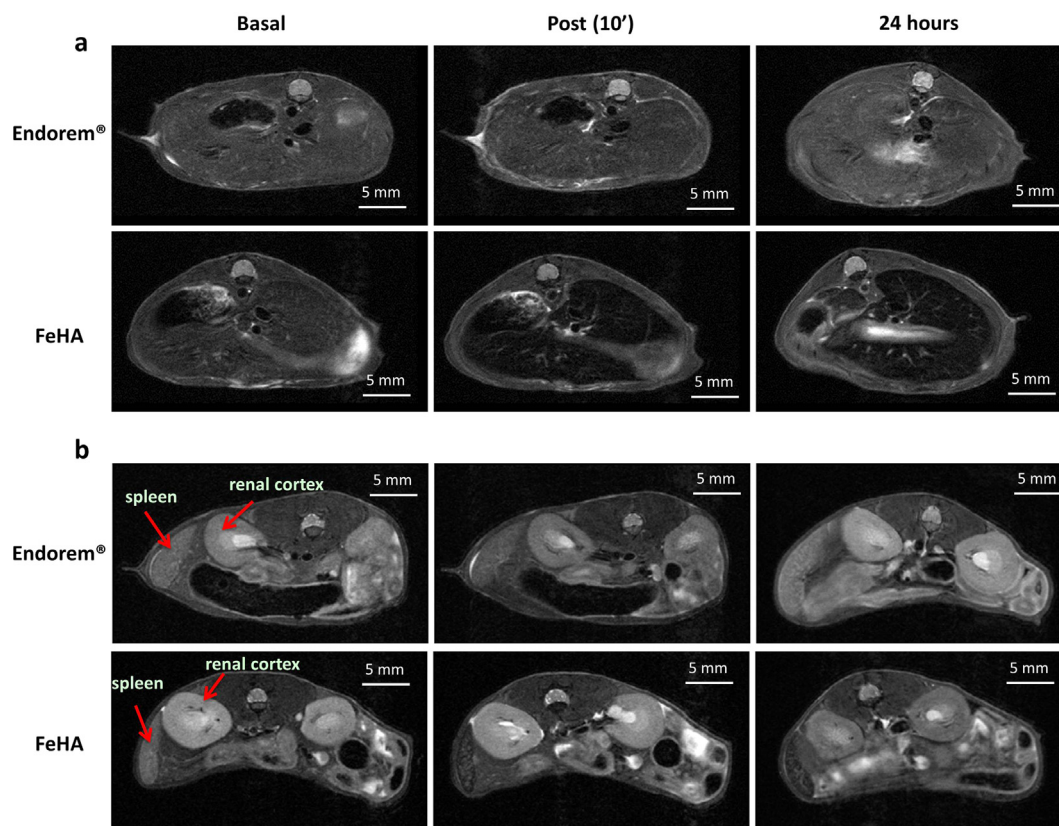 Basal
Post (10’)
24 hours
a
Endorem®
5 mm
5 mm
5 mm
FeHA
5 mm
5 mm
5 mm
b
spleen
renal cortex
5 mm
5 mm
5 mm
Endorem®
renal cortex
spleen
5 mm
5 mm
5 mm
FeHA